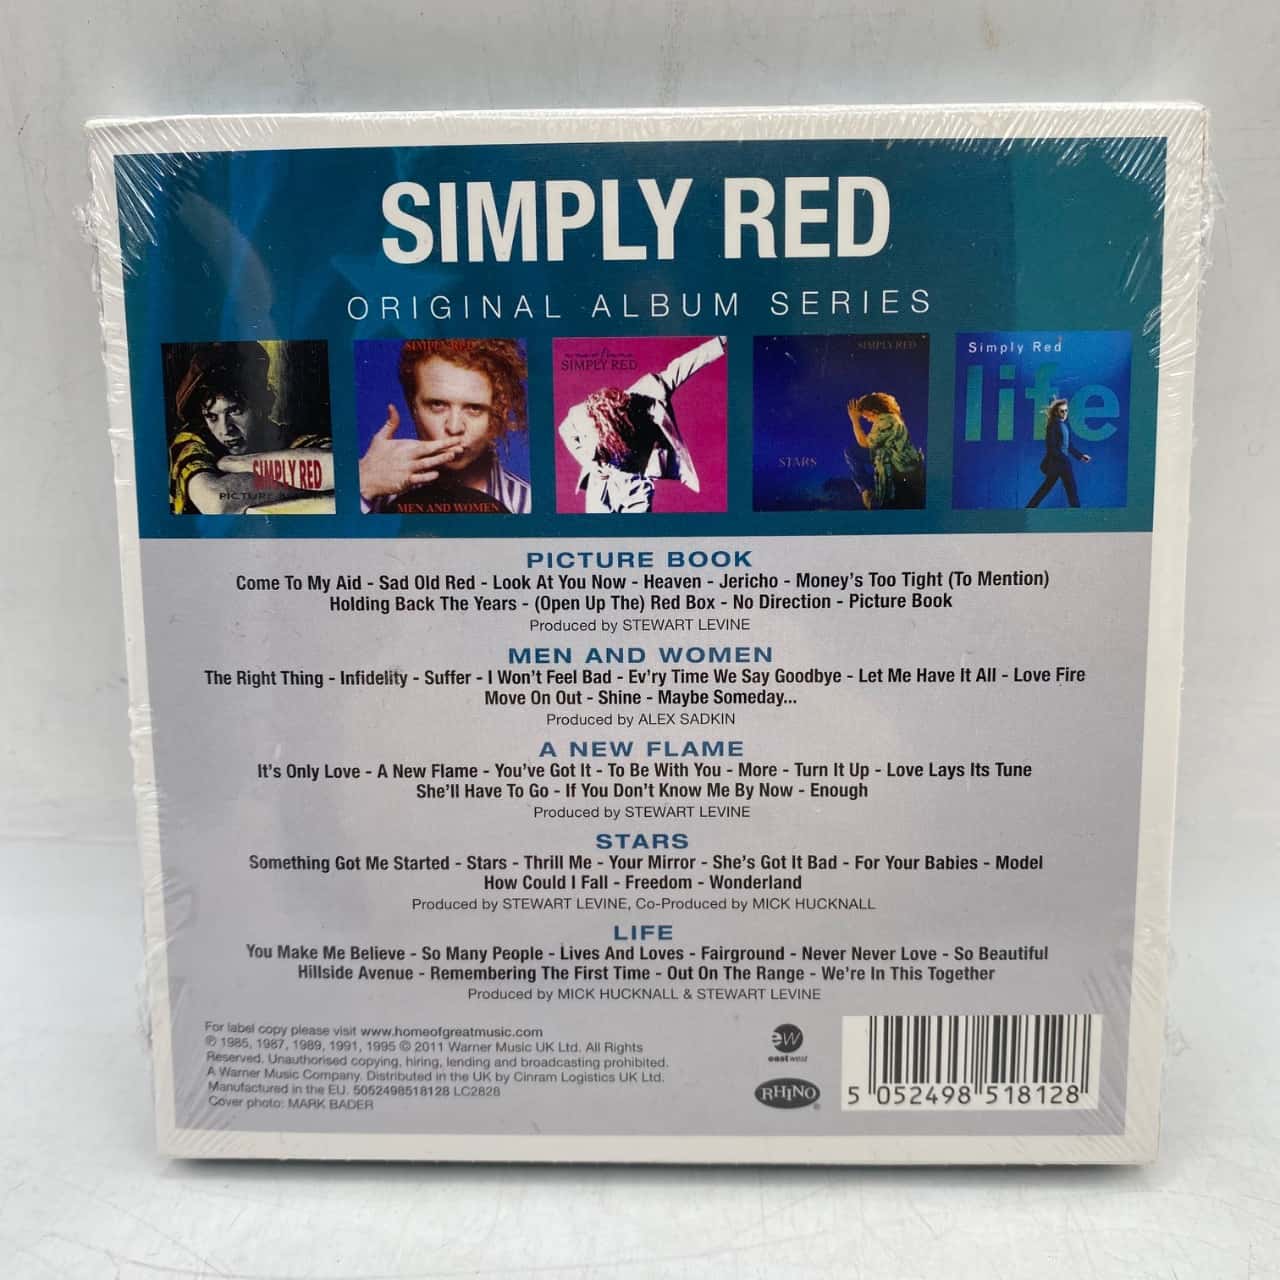 SIMPLY RED
ORIGINAL ALBUM SERIES
SIMPLY RED
PICTURE BOOK
SIMPLY RED
MEN AND WOMEN
SIMPLY RED
SIMPLY RED
STARS
Simply Red
life
PICTURE BOOK
Come To My Aid - Sad Old Red - Look At You Now - Heaven - Jericho - Money's Too Tight (To Mention)
Holding Back The Years - (Open Up The) Red Box - No Direction - Picture Book
Produced by STEWART LEVINE
MEN AND WOMEN
The Right Thing - Infidelity - Suffer - I Won't Feel Bad - Ev'ry Time We Say Goodbye - Let Me Have It All - Love Fire
Move On Out - Shine - Maybe Someday...
Produced by ALEX SADKIN
A NEW FLAME
It's Only Love - A New Flame - You've Got It - To Be With You - More - Turn It Up - Love Lays Its Tune
She'll Have To Go - If You Don't Know Me By Now - Enough
Produced by STEWART LEVINE
STARS
Something Got Me Started - Stars - Thrill Me - Your Mirror - She's Got It Bad - For Your Babies - Model
How Could I Fall - Freedom - Wonderland
Produced by STEWART LEVINE, Co-Produced by MICK HUCKNALL
LIFE
You Make Me Believe - So Many People - Lives And Loves - Fairground - Never Never Love - So Beautiful
Hillside Avenue - Remembering The First Time - Out On The Range - We're In This Together
Produced by MICK HUCKNALL & STEWART LEVINE
For label copy please visit www.homeofgreatmusic.com
℗ 1985, 1987, 1989, 1991, 1995 © 2011 Warner Music UK Ltd. All Rights
Reserved. Unauthorised copying, hiring, lending and broadcasting prohibited.
A Warner Music Company. Distributed in the UK by Cinram Logistics UK Ltd.
Manufactured in the EU. 5052498518128 LC2828
Cover photo: MARK BADER
ew
eastwest
RHINO®
5 052498 518128